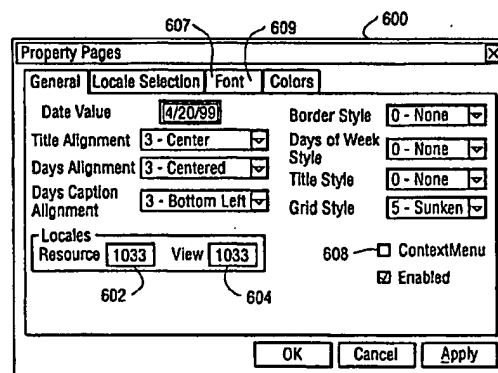 607
609
600
Property Pages
General
Locale Selection
Font
Colors
Date Value 4/20/99
Title Alignment 3 - Center
Days Alignment 3 - Centered
Days Caption
Alignment 3 - Bottom Left
Border Style 0 - None
Days of Week
Style 0 - None
Title Style 0 - None
Grid Style 5 - Sunken
Locales
Resource 1033 View 1033
602
604
608
ContextMenu
Enabled
OK
Cancel
Apply